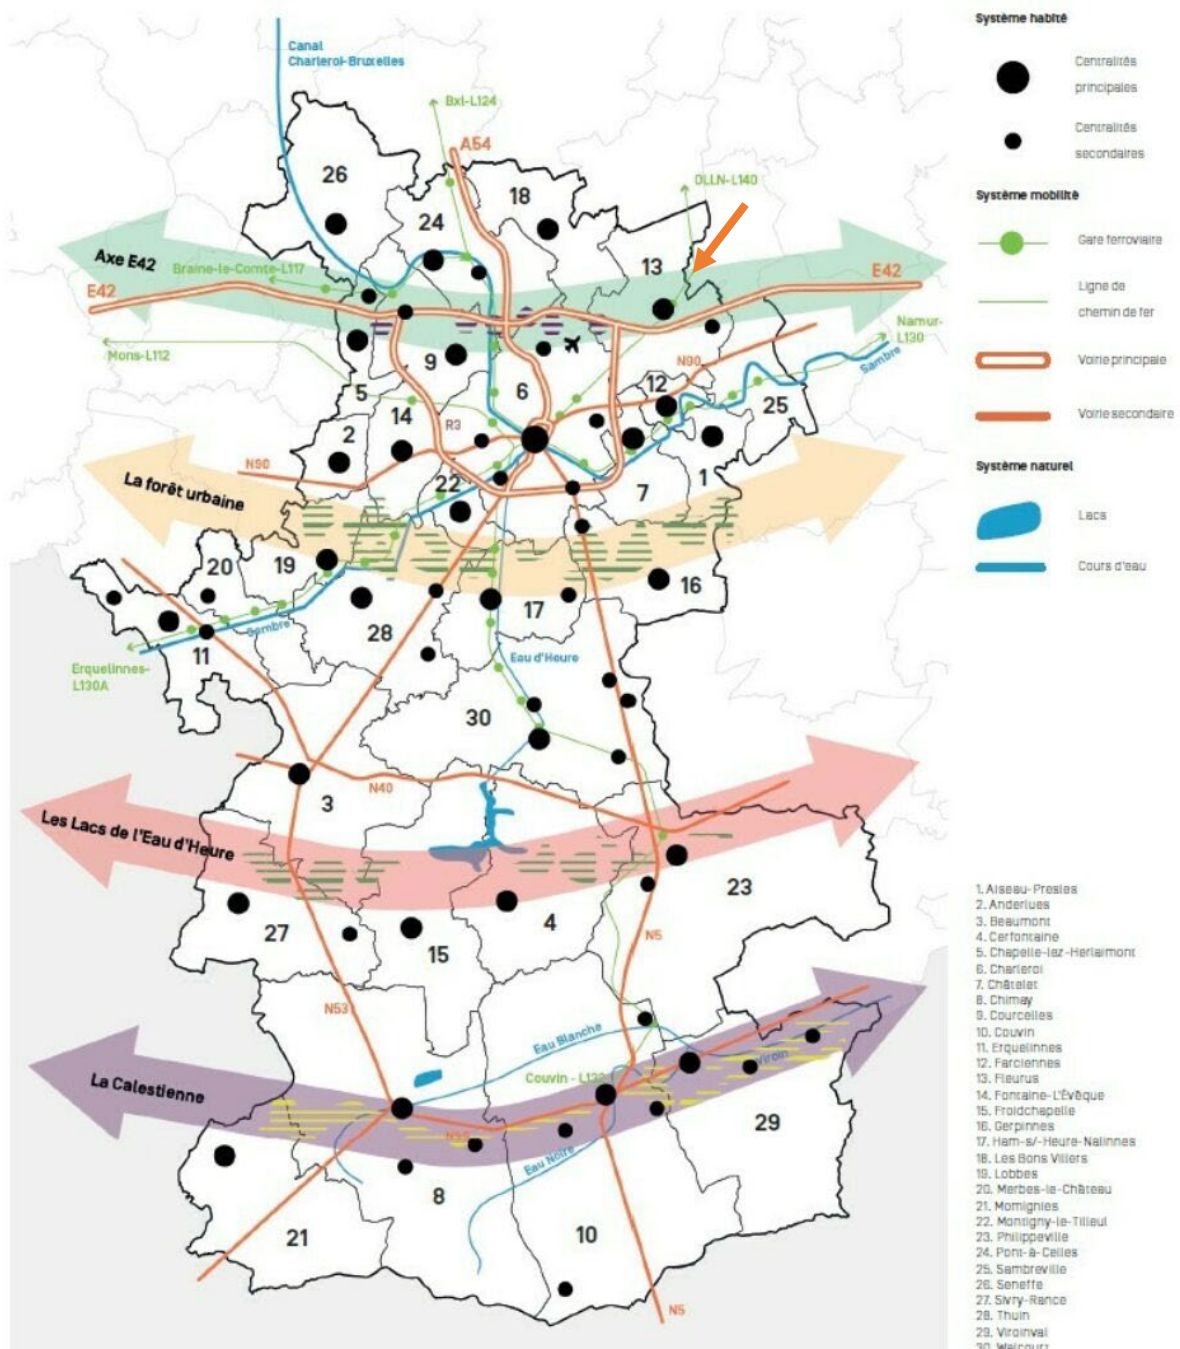 Canal
Charleroi-Bruxelles
Bxl-L124
A54
26
18
OLLN-L140
24
13
Axe E42
Braine-le-Comte-L117
E42
E42
Namur-
L130
Mons-L112
9
N90
Sambre
5
6
12
25
14
R3
2
N90
22
7
1
La forêt urbaine
20
19
16
17
28
Sambre
11
Erquelinnes-
L130A
Eau d'Heure
30
3
N40
Les Lacs de l'Eau d'Heure
23
27
4
15
N5
N53
Eau Blanche
Viroin
Couvin - L132
La Calestienne
29
Eau Noire
8
21
10
N5
Système habité
Centralités
principales
Centralités
secondaires
Système mobilité
Gare ferroviaire
Ligne de
chemin de fer
Voirie principale
Voirie secondaire
Système naturel
Lacs
Cours d'eau
1. Aiseau-Presles
2. Anderlues
3. Beaumont
4. Cerfontaine
5. Chapelle-lez-Herlaimont
6. Charleroi
7. Châtelet
8. Chimay
9. Courcelles
10. Couvin
11. Erquelinnes
12. Farciennes
13. Fleurus
14. Fontaine-L'Évêque
15. Froidchapelle
16. Gerpinnes
17. Ham-s/-Heure-Nalinnes
18. Les Bons Villers
19. Lobbes
20. Merbes-le-Château
21. Momignies
22. Montigny-le-Tilleul
23. Philippeville
24. Pont-à-Celles
25. Sambreville
26. Seneffe
27. Sivry-Rance
28. Thuin
29. Viroinval
30. Walcourt